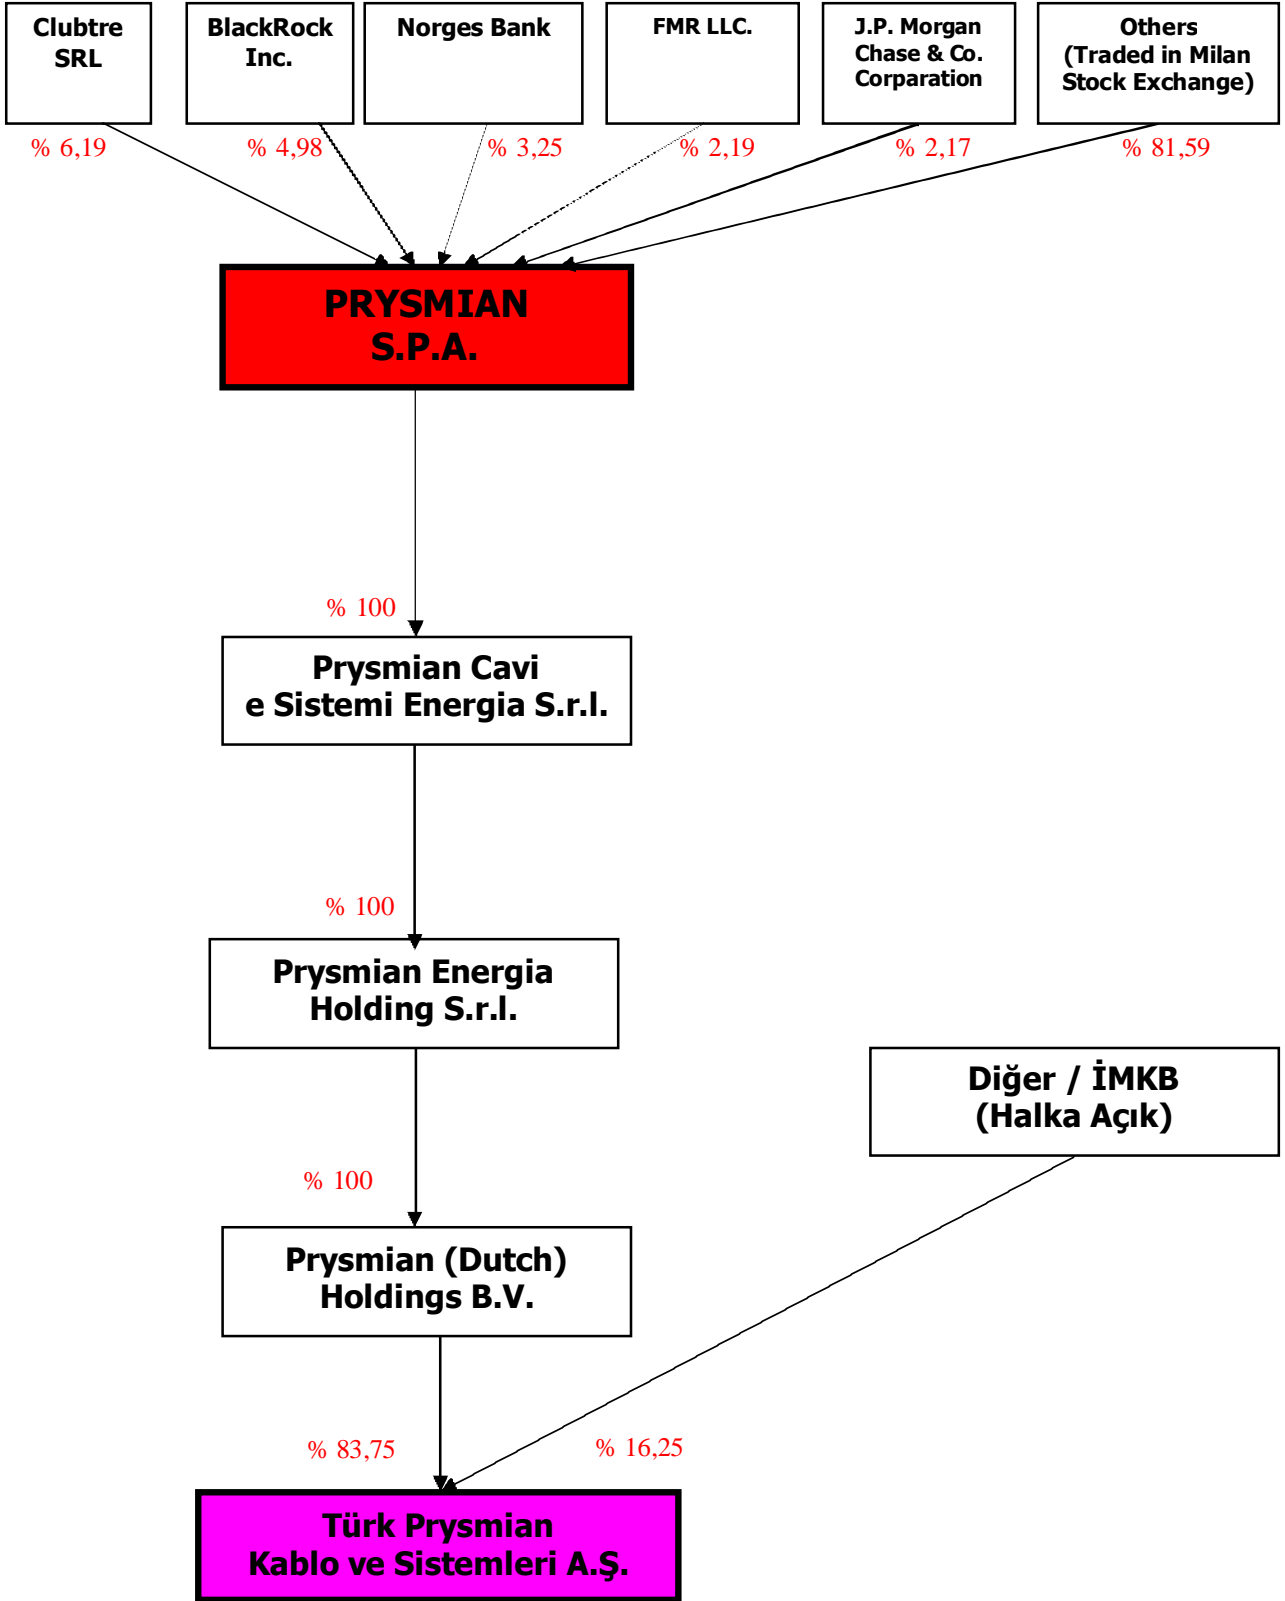 Clubtre
SRL
BlackRock
Inc.
Norges Bank
FMR LLC.
J.P. Morgan
Chase & Co.
Corparation
Others
(Traded in Milan
Stock Exchange)
% 6,19
% 4,98
% 3,25
% 2,19
% 2,17
% 81,59
PRYSMIAN
S.P.A.
% 100
Prysmian Cavi
e Sistemi Energia S.r.l.
% 100
Prysmian Energia
Holding S.r.l.
Diğer / İMKB
(Halka Açık)
% 100
Prysmian (Dutch)
Holdings B.V.
% 83,75
% 16,25
Türk Prysmian
Kablo ve Sistemleri A.Ş.